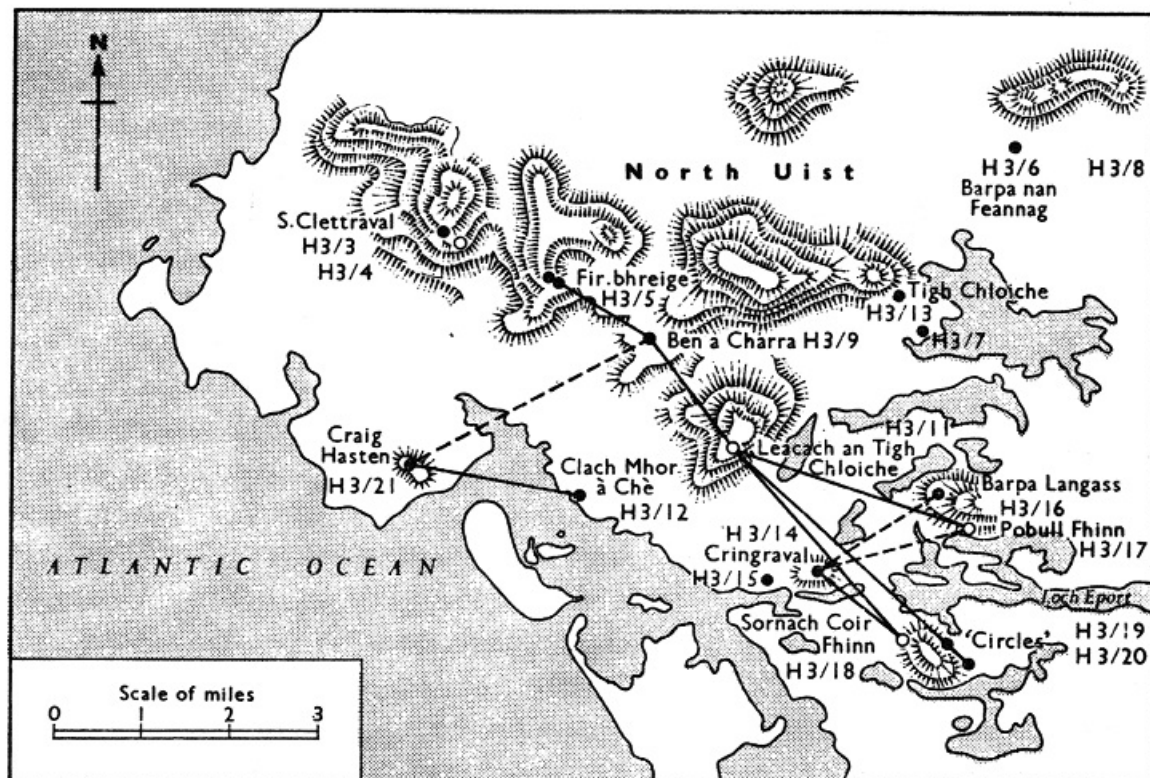 N
North Uist
H 3/6
H 3/8
Barpa nan
Feannag
S. Clettraval
H3/3
H3/4
Fir. bhreige
H3/5
Tigh Chloiche
H3/13
H3/7
Ben à Charra H3/9
H3/11
Craig
Hasten
H3/21
Leacach an Tigh
Chloiche
Clach Mhor
à Chè
H3/12
Barpa Langass
H3/16
Pobull Fhinn
H3/17
H3/14
Cringraval
H3/15
ATLANTIC OCEAN
Loch Eport
Sornach Coir
Fhinn
H3/18
'Circles'
H3/19
H3/20
Scale of miles
0 1 2 3